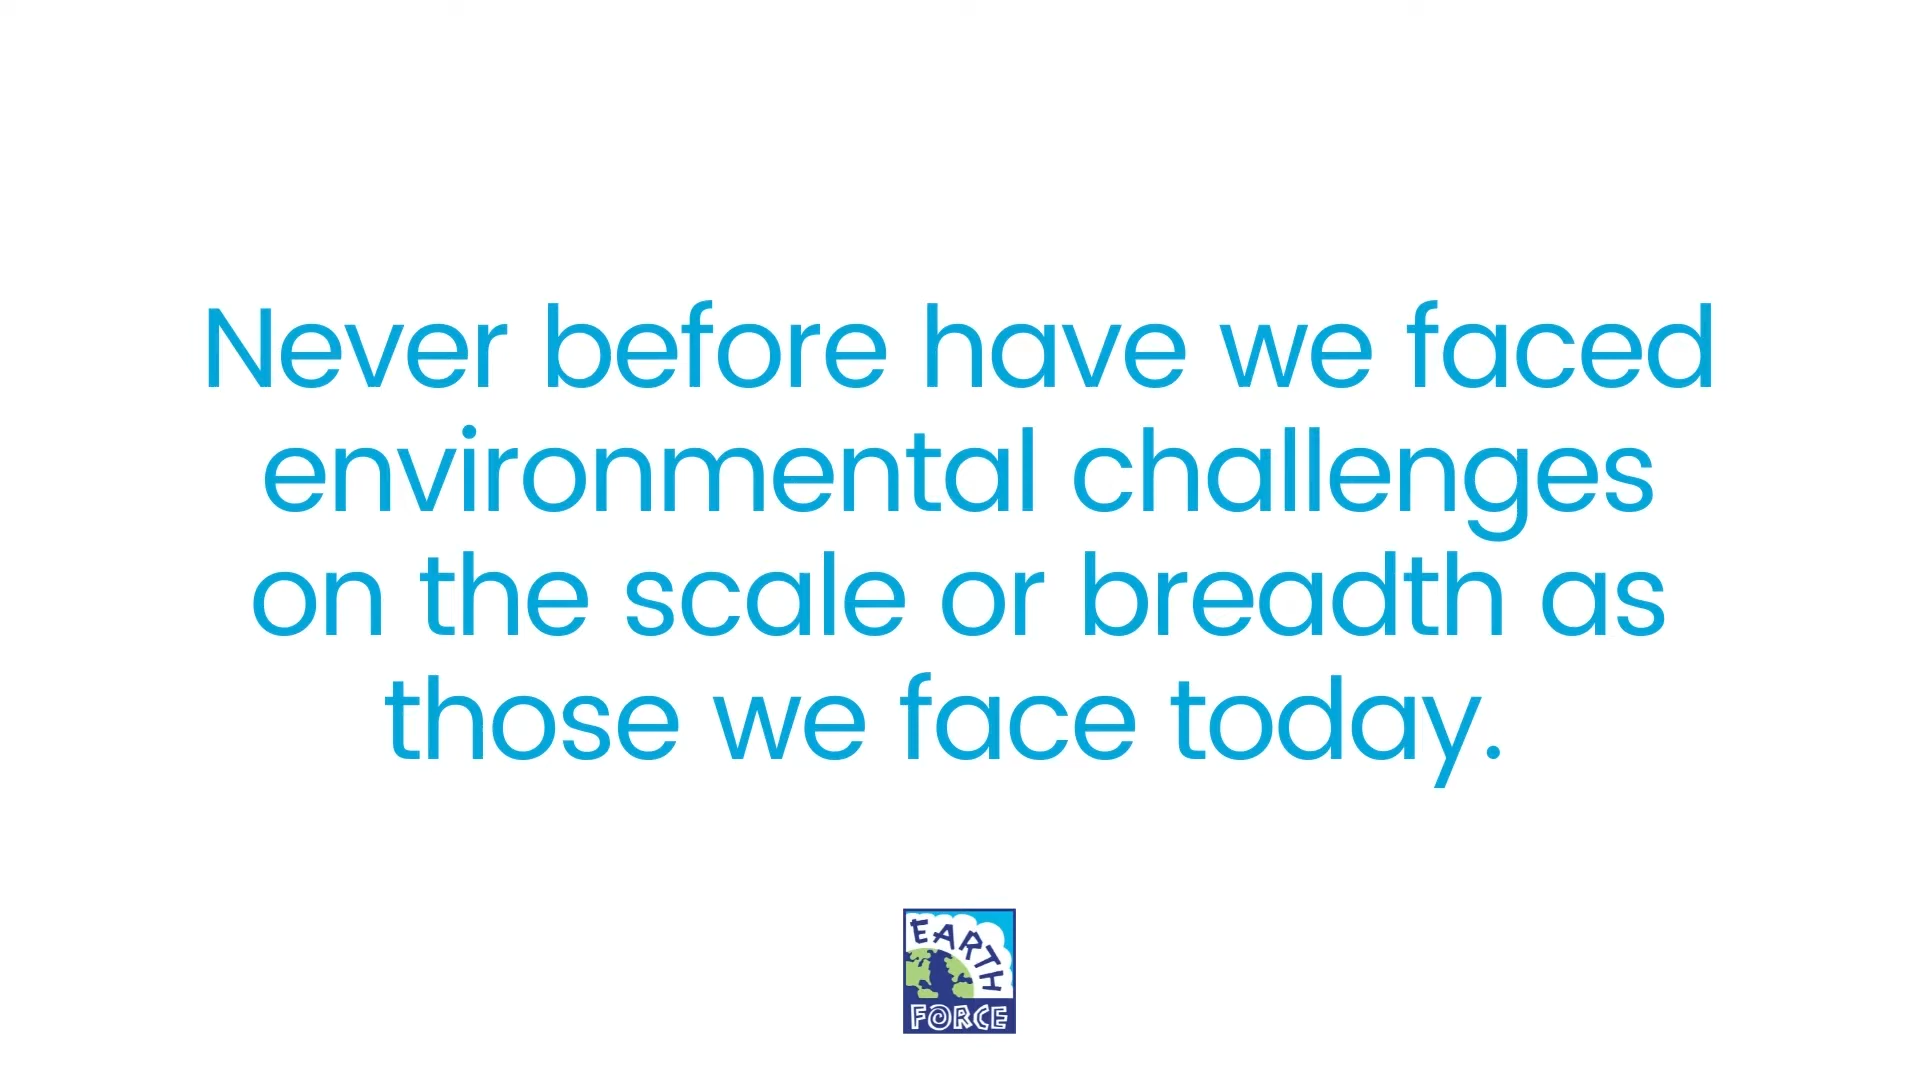 Never before have we faced
environmental challenges
on the scale or breadth as
those we face today.
EARTH
FORCE